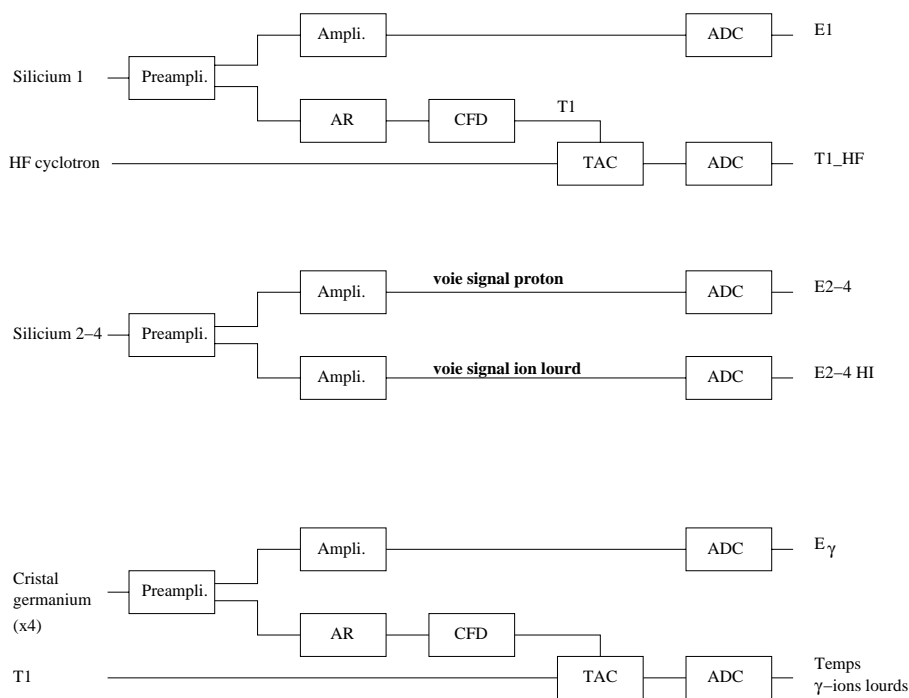 Ampli.
ADC
E1
Silicium 1
Preampli.
AR
CFD
T1
HF cyclotron
TAC
ADC
T1_HF
Ampli.
voie signal proton
ADC
E2−4
Silicium 2−4
Preampli.
Ampli.
voie signal ion lourd
ADC
E2−4 HI
Ampli.
ADC
Eγ
Cristal
germanium
(x4)
Preampli.
AR
CFD
T1
TAC
ADC
Temps
γ−ions lourds